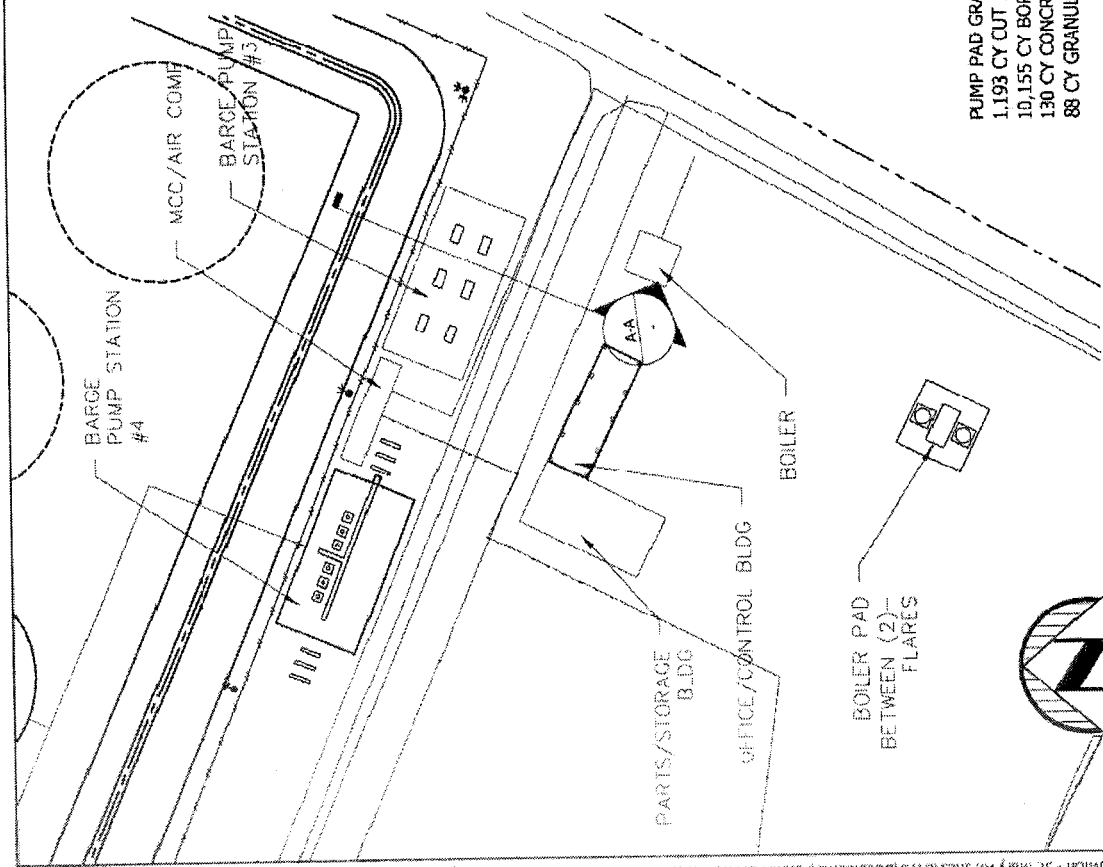 BARGE
PUMP STATION
#4
MCC/AIR COMP
BARGE PUMP
STATION #3
A-A
BOILER
PARTS/STORAGE
BLDG
OFFICE/CONTROL BLDG
BOILER PAD
BETWEEN (2)-
FLARES
PUMP PAD GRA
1,193 CY CUT
10,155 CY BOR
130 CY CONCR
88 CY GRANUL